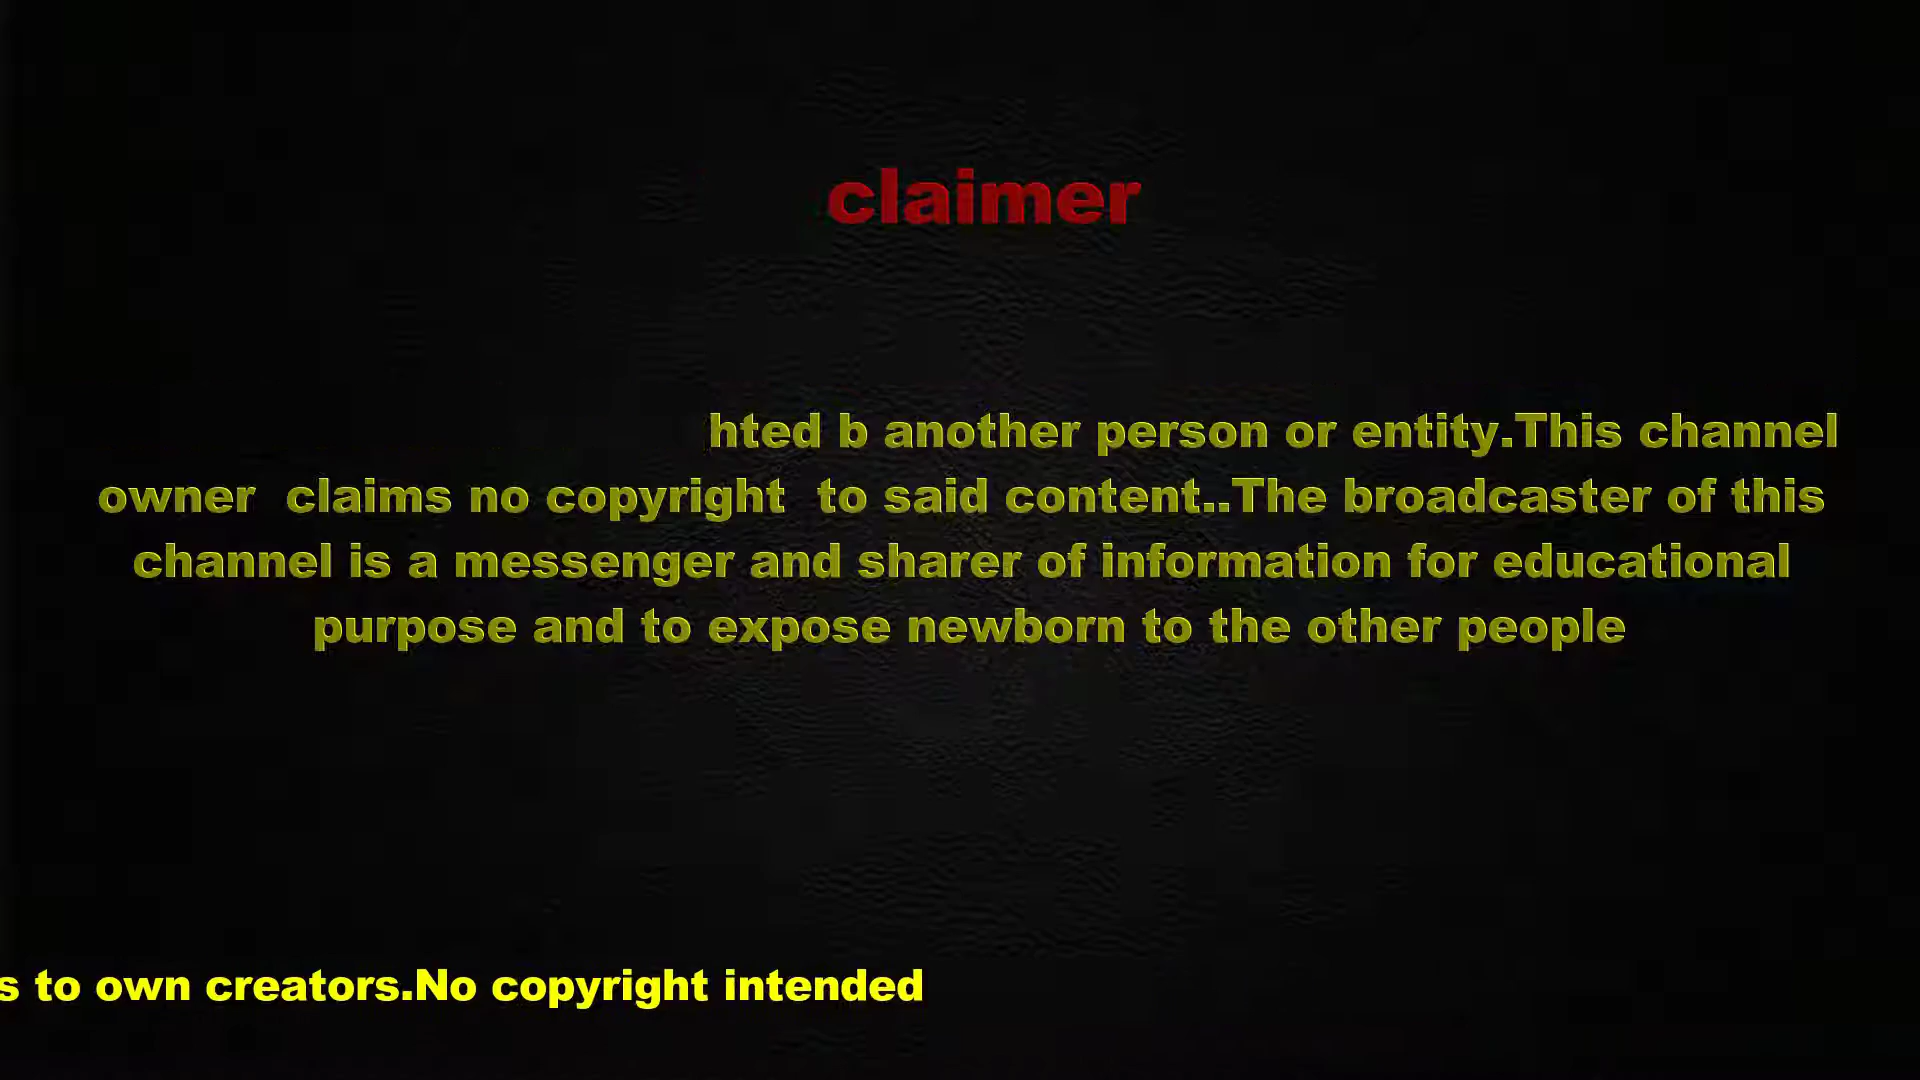 claimer
hted b another person or entity.This channel
owner  claims no copyright  to said content..The broadcaster of this
channel is a messenger and sharer of information for educational
purpose and to expose newborn to the other people
s to own creators.No copyright intended